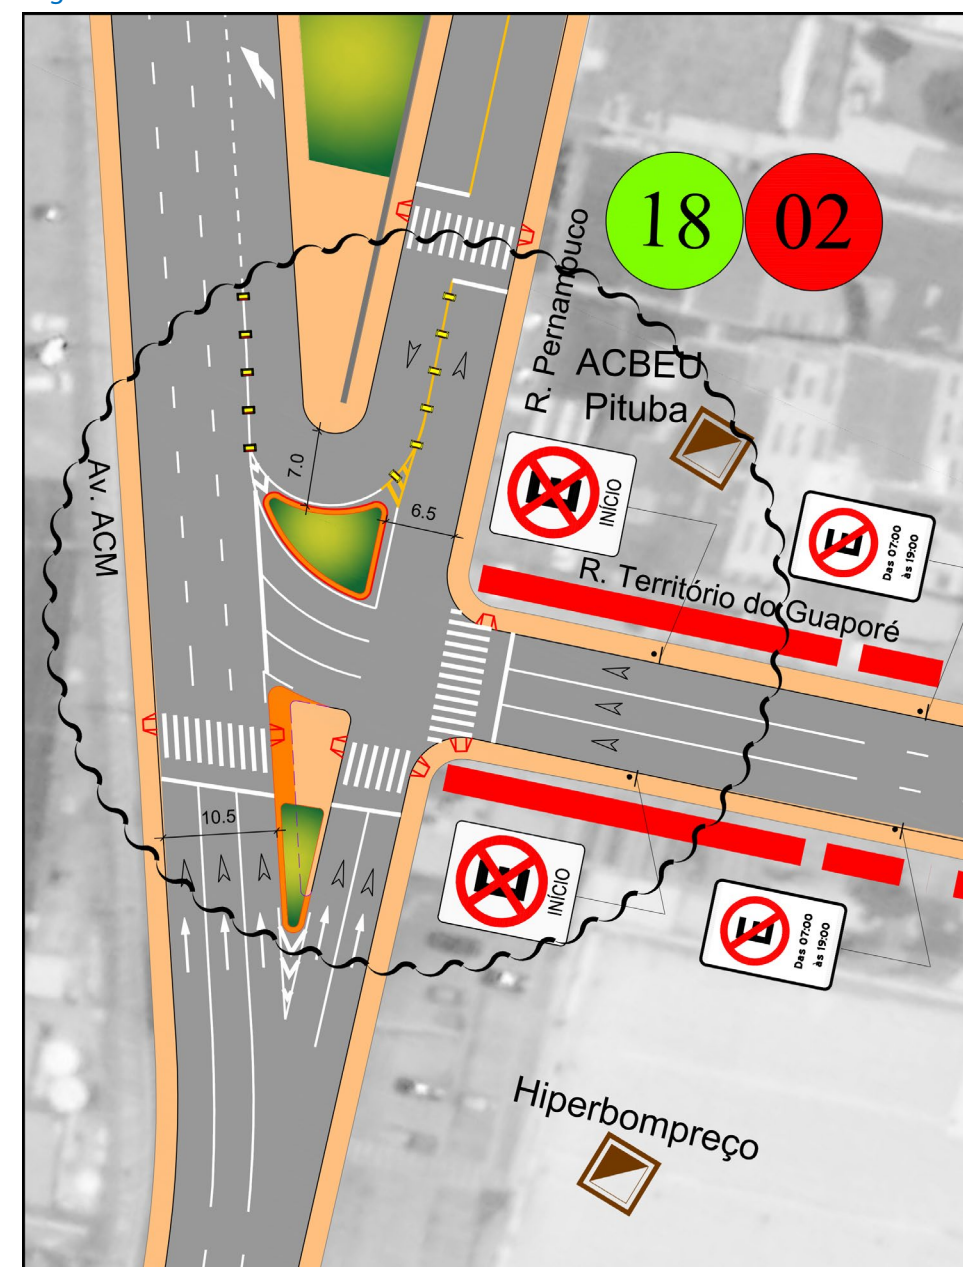 18
02
R. Pernambouco
ACBEU
Pituba
Av. ACM
7.0
6.5
E
INÍCIO
E
Das 07:00
às 19:00
R. Território do Guaporé
10.5
E
INÍCIO
E
Das 07:00
às 19:00
Hiperbompreço